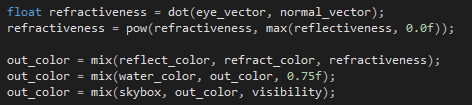 float refractiveness = dot(eye_vector, normal_vector);
refractiveness = pow(refractiveness, max(reflectiveness, 0.0f));
out_color = mix(reflect_color, refract_color, refractiveness);
out_color = mix(water_color, out_color, 0.75f);
out_color = mix(skybox, out_color, visibility);